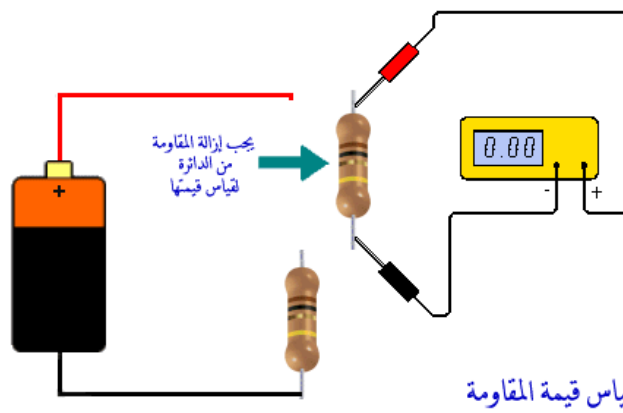 يجب إزالة المقاومة
من الدائرة
لقياس قيمتها
0.00
- +
+
ياس قيمة المقاومة